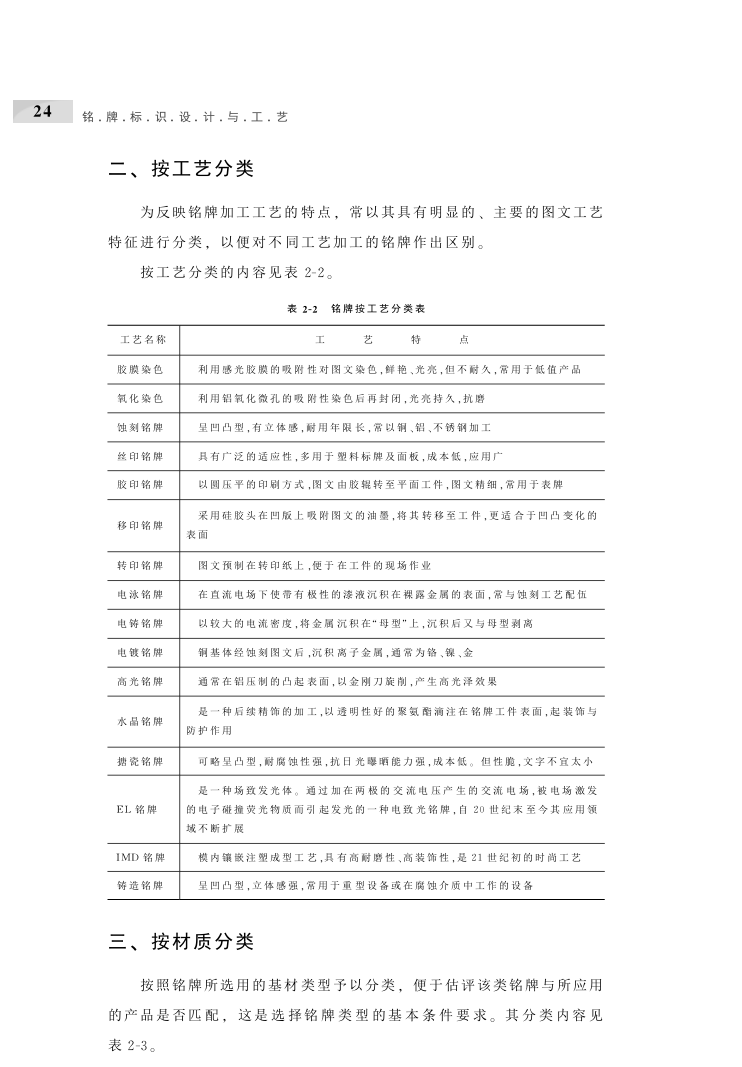 24
铭.牌.标.识.设.计.与.工.艺
二、按工艺分类
为反映铭牌加工工艺的特点，常以其具有明显的、主要的图文工艺
特征进行分类，以便对不同工艺加工的铭牌作出区别。
按工艺分类的内容见表 2-2。
表 2-2 铭牌按工艺分类表
工艺名称 工 艺 特 点
胶膜染色 利用感光胶膜的吸附性对图文染色,鲜艳、光亮,但不耐久,常用于低值产品
氧化染色 利用铝氧化微孔的吸附性染色后再封闭,光亮持久,抗磨
蚀刻铭牌 呈凹凸型,有立体感,耐用年限长,常以铜、铝、不锈钢加工
丝印铭牌 具有广泛的适应性,多用于塑料标牌及面板,成本低,应用广
胶印铭牌 以圆压平的印刷方式,图文由胶辊转至平面工件,图文精细,常用于表牌
移印铭牌 采用硅胶头在凹版上吸附图文的油墨,将其转移至工件,更适合于凹凸变化的
表面
转印铭牌 图文预制在转印纸上,便于在工件的现场作业
电泳铭牌 在直流电场下使带有极性的漆液沉积在裸露金属的表面,常与蚀刻工艺配伍
电铸铭牌 以较大的电流密度,将金属沉积在“母型”上,沉积后又与母型剥离
电镀铭牌 铜基体经蚀刻图文后,沉积离子金属,通常为铬、镍、金
高光铭牌 通常在铝压制的凸起表面,以金刚刀旋削,产生高光泽效果
水晶铭牌 是一种后续精饰的加工,以透明性好的聚氨酯滴注在铭牌工件表面,起装饰与
防护作用
搪瓷铭牌 可略呈凸型,耐腐蚀性强,抗日光曝晒能力强,成本低。但性脆,文字不宜太小
EL 铭牌 是一种场致发光体。通过加在两极的交流电压产生的交流电场,被电场激发
的电子碰撞荧光物质而引起发光的一种电致光铭牌,自 20 世纪末至今其应用领
域不断扩展
IMD 铭牌 模内镶嵌注塑成型工艺,具有高耐磨性、高装饰性,是 21 世纪初的时尚工艺
铸造铭牌 呈凹凸型,立体感强,常用于重型设备或在腐蚀介质中工作的设备
三、按材质分类
按照铭牌所选用的基材类型予以分类，便于估评该类铭牌与所应用
的产品是否匹配，这是选择铭牌类型的基本条件要求。其分类内容见
表 2-3。